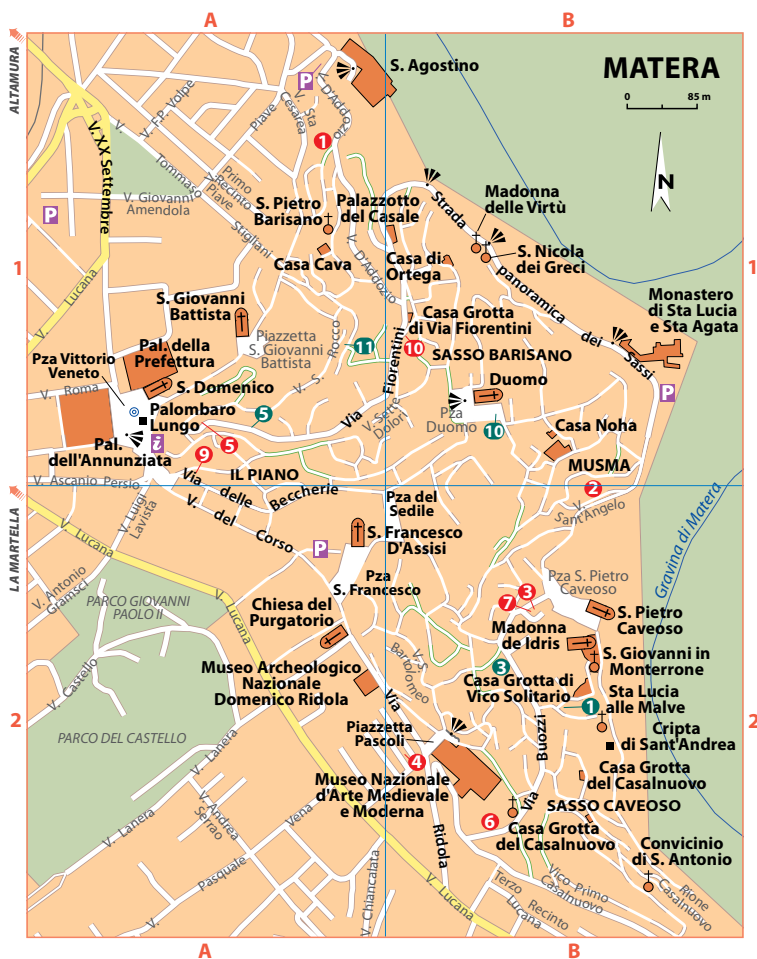 A
B
ALTAMURA
MATERA
0 85 m
N
S. Agostino
P
V. D'Addozio
V. Sta
Cesarea
V. F.P. Volpe
Piave
V. XX Settembre
V. Tommaso Stigliani
Primo
Recinto
V. Piave
1
V. Giovanni
Amendola
P
S. Pietro
Barisano
Palazzotto
del Casale
Madonna
delle Virtù
Strada panoramica dei Sassi
S. Nicola
dei Greci
Casa Cava
V. D'Addozio
Casa di
Ortega
1
1
V. Lucana
S. Giovanni
Battista
Casa Grotta
di Via Fiorentini
Monastero
di Sta Lucia
e Sta Agata
Pal. della
Prefettura
Piazzetta
S. Giovanni
Battista
V. S. Rocco
11
10
SASSO BARISANO
Pza Vittorio
Veneto
S. Domenico
Via Fiorentini
Duomo
P
V. Roma
Palombaro
Lungo
5
V. Sette
Dolori
Pza
Duomo
10
Casa Noha
Pal.
dell'Annunziata
i
9
5
IL PIANO
MUSMA
V. Ascanio Persio
Via delle Beccherie
2
V. Luigi
Lavista
V. del Corso
Pza del
Sedile
V.
Sant'Angelo
LA MARTELLA
V. Lucana
P
S. Francesco
D'Assisi
Gravina di Matera
V. Antonio
Gramsci
PARCO GIOVANNI
PAOLO II
V. Lucana
Pza
S. Francesco
Pza S. Pietro
Caveoso
3
7
Chiesa del
Purgatorio
S. Pietro
Caveoso
Madonna
de Idris
V. S.
Bartolomeo
S. Giovanni in
Monterrone
Museo Archeologico
Nazionale
Domenico Ridola
3
V. Castello
Casa Grotta di
Vico Solitario
Sta Lucia
alle Malve
1
2
2
PARCO DEL CASTELLO
V. Lanera
Via Ridola
Piazzetta
Pascoli
Via Buozzi
Cripta
di Sant'Andrea
4
Museo Nazionale
d'Arte Medievale
e Moderna
Casa Grotta
del Casalnuovo
V. Lanera
V. Andrea
Serrao
Vena
SASSO CAVEOSO
6
Casa Grotta
del Casalnuovo
Convicinio
di S. Antonio
V. Pasquale
V. Chiancalata
V. Lucana
Terzo Recinto
Lucana
Vico Primo
Casalnuovo
Rione
Casalnuovo
A
B